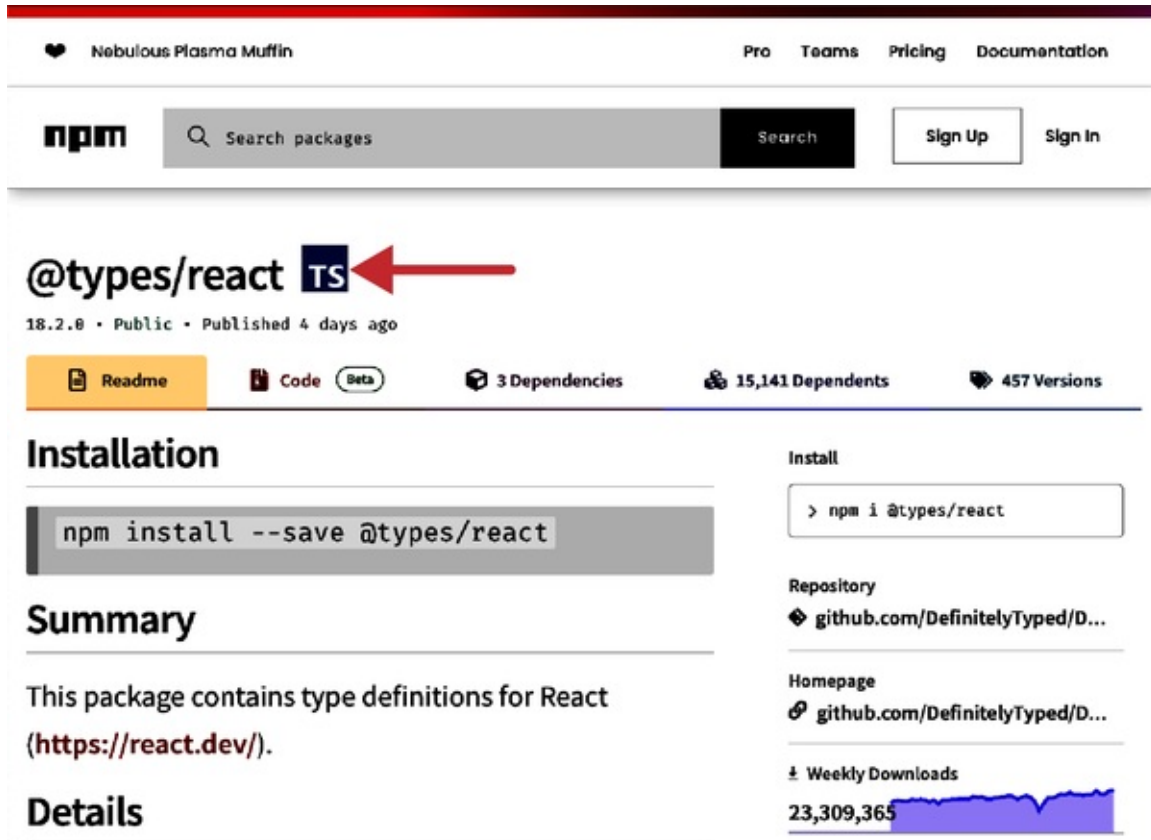 Nebulous Plasma Muffin Pro Teams Pricing Documentation
npm Search packages Search Sign Up Sign In
@types/react TS
18.2.0 • Public • Published 4 days ago
Readme Code Beta 3 Dependencies 15,141 Dependents 457 Versions
Installation
npm install --save @types/react
Summary
This package contains type definitions for React
(https://react.dev/).
Details
Install
> npm i @types/react
Repository
github.com/DefinitelyTyped/D...
Homepage
github.com/DefinitelyTyped/D...
Weekly Downloads
23,309,365